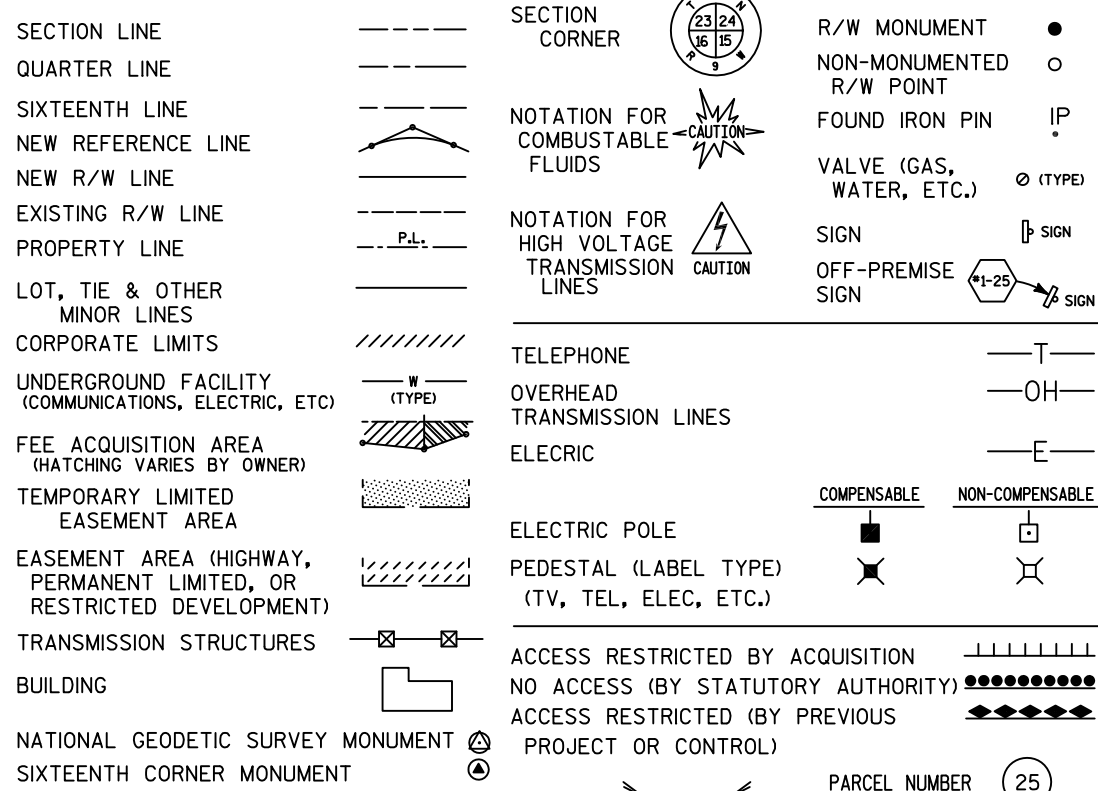 SECTION LINE
QUARTER LINE
SIXTEENTH LINE
NEW REFERENCE LINE
NEW R/W LINE
EXISTING R/W LINE
PROPERTY LINE
P.L.
LOT, TIE & OTHER
MINOR LINES
CORPORATE LIMITS
UNDERGROUND FACILITY
(COMMUNICATIONS, ELECTRIC, ETC)
W
(TYPE)
FEE ACQUISITION AREA
(HATCHING VARIES BY OWNER)
TEMPORARY LIMITED
EASEMENT AREA
EASEMENT AREA (HIGHWAY,
PERMANENT LIMITED, OR
RESTRICTED DEVELOPMENT)
TRANSMISSION STRUCTURES
BUILDING
NATIONAL GEODETIC SURVEY MONUMENT
SIXTEENTH CORNER MONUMENT
SECTION
CORNER
T N
23 24
16 15
R 9 W
NOTATION FOR
COMBUSTABLE
FLUIDS
CAUTION
NOTATION FOR
HIGH VOLTAGE
TRANSMISSION
LINES
CAUTION
R/W MONUMENT
NON-MONUMENTED
R/W POINT
FOUND IRON PIN
IP
VALVE (GAS,
WATER, ETC.)
(TYPE)
SIGN
SIGN
OFF-PREMISE
SIGN
#1-25
SIGN
TELEPHONE
T
OVERHEAD
TRANSMISSION LINES
OH
ELECRIC
E
COMPENSABLE
NON-COMPENSABLE
ELECTRIC POLE
PEDESTAL (LABEL TYPE)
(TV, TEL, ELEC, ETC.)
ACCESS RESTRICTED BY ACQUISITION
NO ACCESS (BY STATUTORY AUTHORITY)
ACCESS RESTRICTED (BY PREVIOUS
PROJECT OR CONTROL)
PARCEL NUMBER
25